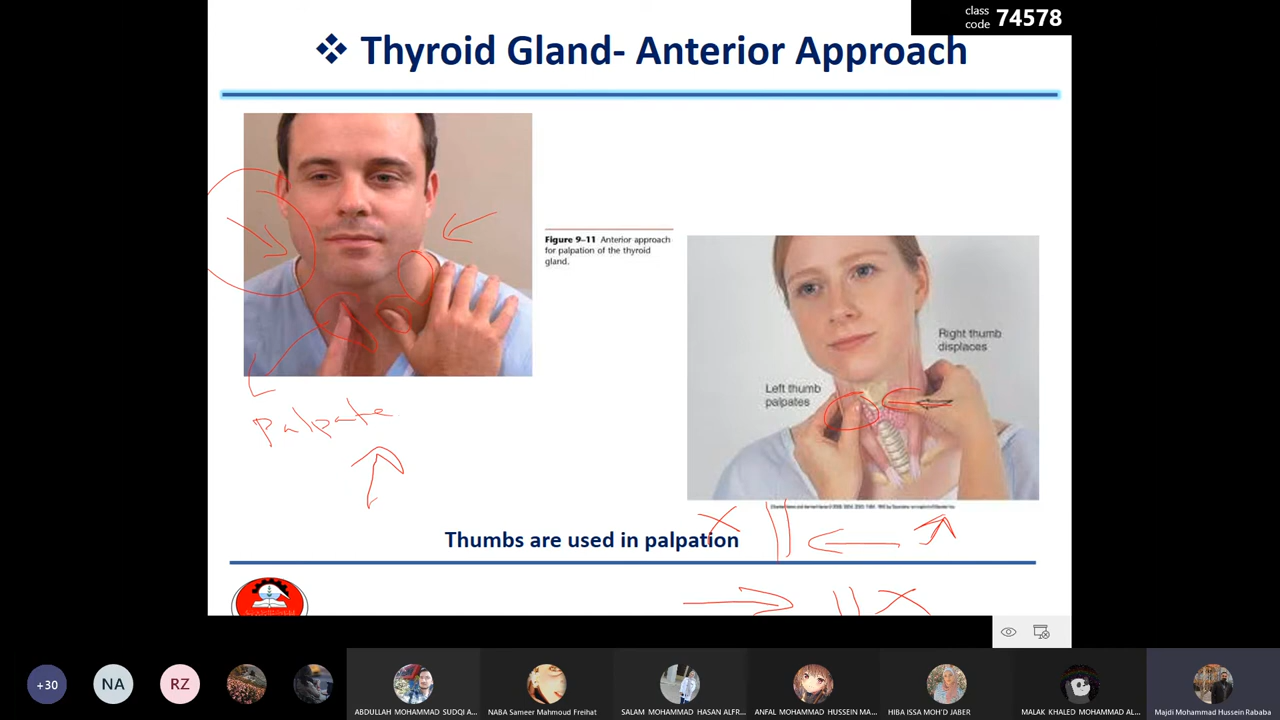 class
code 74578
❖ Thyroid Gland- Anterior Approach
Figure 9-11 Anterior approach
for palpation of the thyroid
gland.
Right thumb
displaces
Left thumb
palpates
Palpate
Thumbs are used in palpation
+30
NA
RZ
ABDULLAH MOHAMMAD SUDQI A...
NABA Sameer Mahmoud Freihat
SALAM MOHAMMAD HASAN ALFR...
ANFAL MOHAMMAD HUSSEIN MA...
HIBA ISSA MOH'D JABER
MALAK KHALED MOHAMMAD AL...
Majdi Mohammad Hussein Rababa